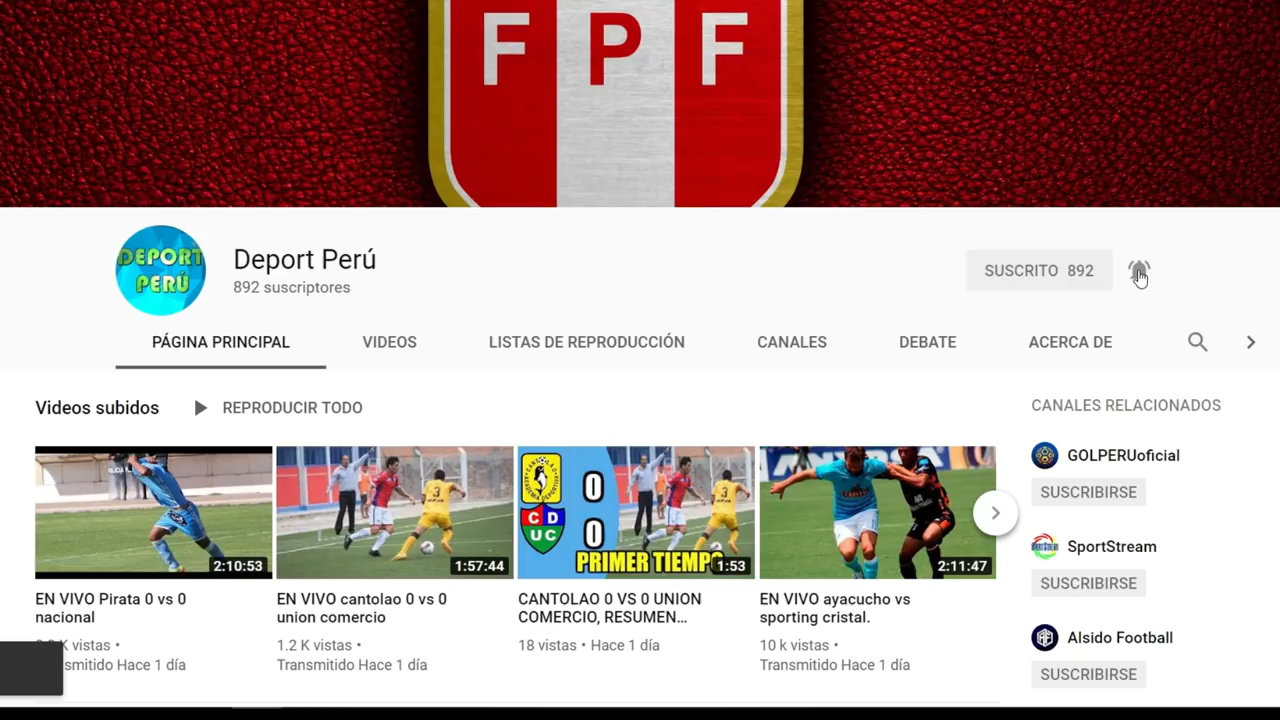 F P F
DEPORT
PERÚ
Deport Perú
892 suscriptores
SUSCRITO 892
PÁGINA PRINCIPAL
VIDEOS
LISTAS DE REPRODUCCIÓN
CANALES
DEBATE
ACERCA DE
Videos subidos
REPRODUCIR TODO
2:10:53
EN VIVO Pirata 0 vs 0
nacional
K vistas •
smitido Hace 1 día
1:57:44
EN VIVO cantolao 0 vs 0
union comercio
1.2 K vistas •
Transmitido Hace 1 día
0
0
CD
UC
PRIMER TIEMPO
1:53
CANTOLAO 0 VS 0 UNION
COMERCIO, RESUMEN...
18 vistas • Hace 1 día
2:11:47
EN VIVO ayacucho vs
sporting cristal.
10 k vistas •
Transmitido Hace 1 día
CANALES RELACIONADOS
GOLPERUoficial
SUSCRIBIRSE
SportStream
SUSCRIBIRSE
Alsido Football
SUSCRIBIRSE